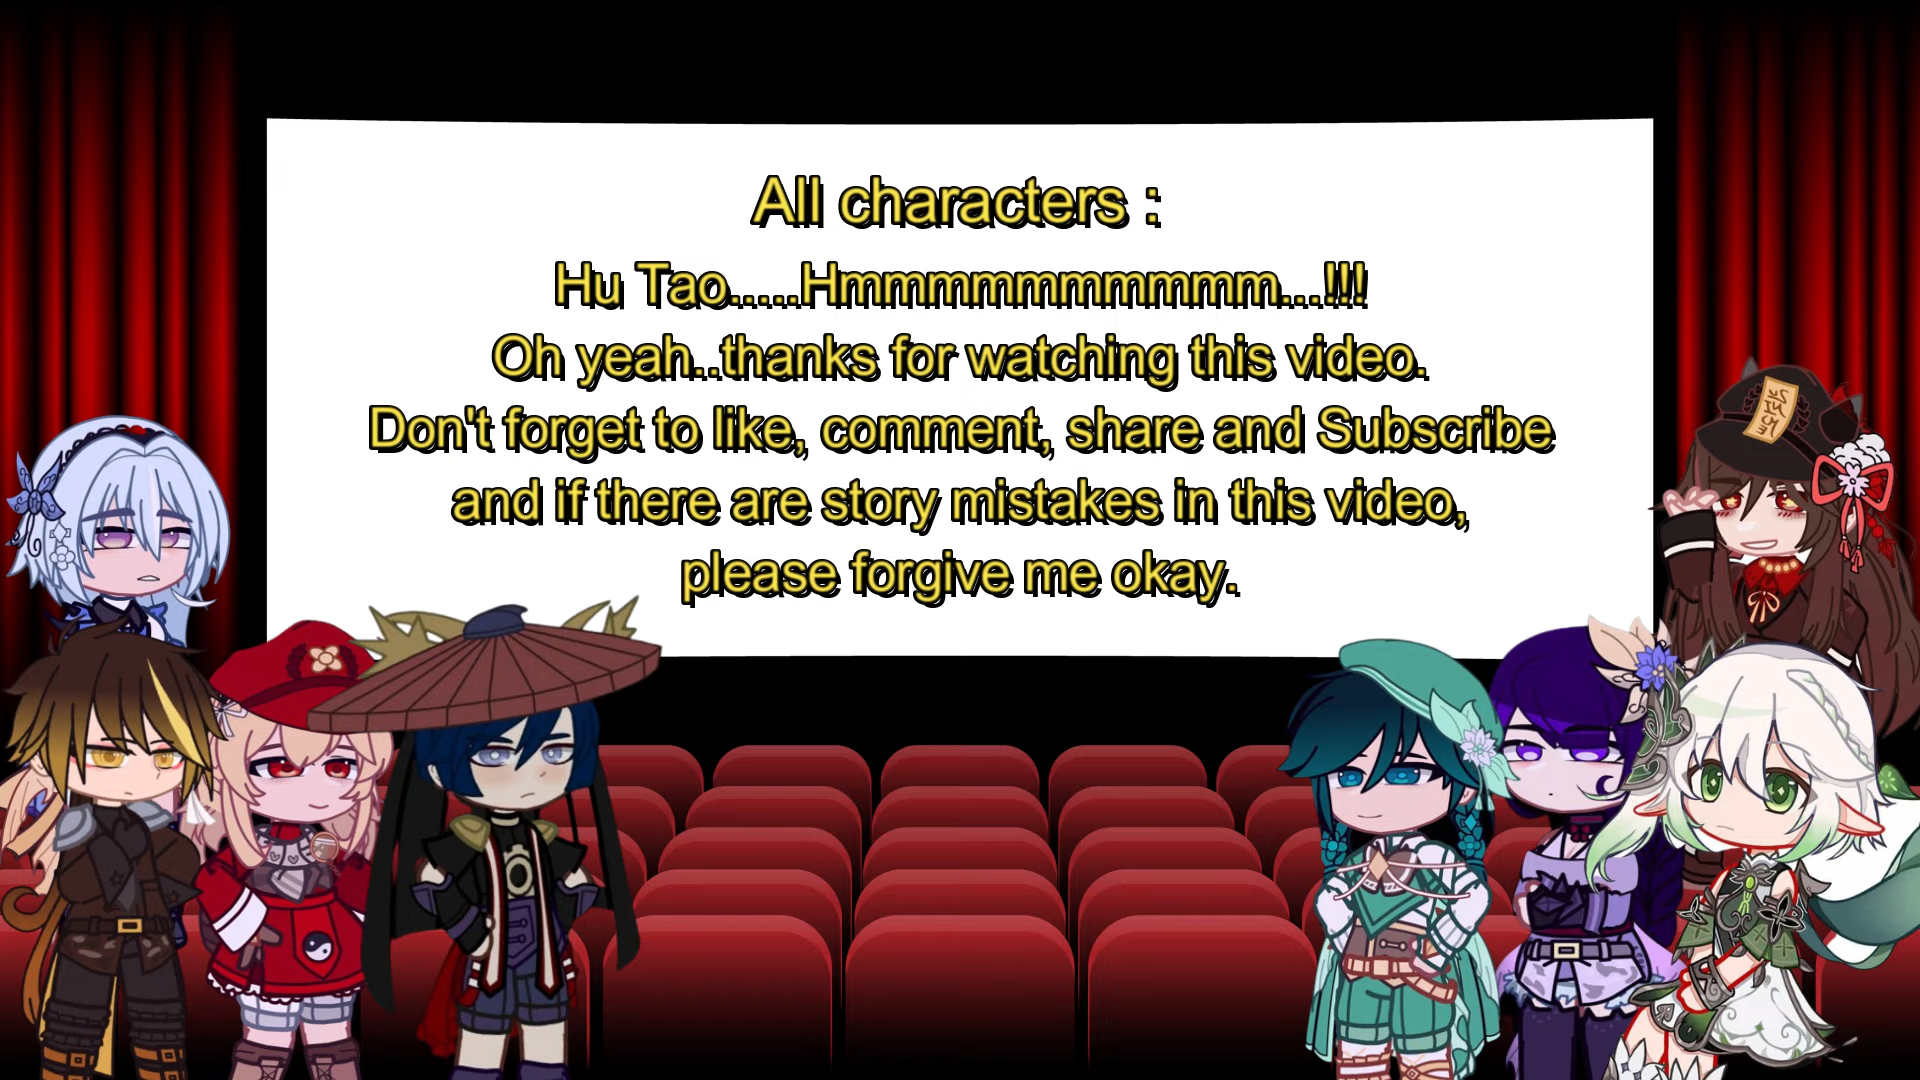 All characters :
Hu Tao.....Hmmmmmmmmmmm...!!!
Oh yeah..thanks for watching this video.
Don't forget to like, comment, share and Subscribe
and if there are story mistakes in this video,
please forgive me okay.